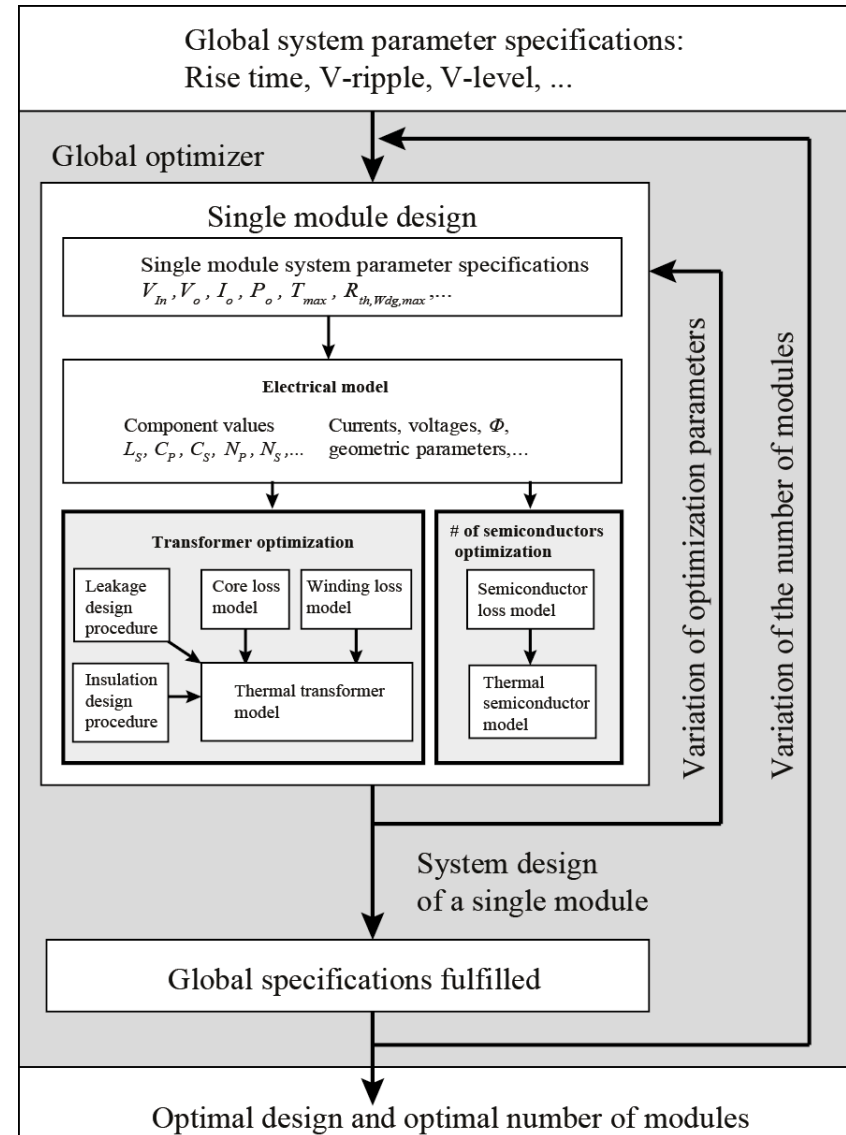 Global system parameter specifications:
Rise time, V-ripple, V-level, ...
Global optimizer
Single module design
Single module system parameter specifications
V_In , V_o , I_o , P_o , T_max , R_th,Wdg,max ,...
Electrical model
Component values
L_S, C_P, C_S, N_P, N_S,...
Currents, voltages, Φ,
geometric parameters,...
Transformer optimization
Leakage
design
procedure
Core loss
model
Winding loss
model
Insulation
design
procedure
Thermal transformer
model
# of semiconductors
optimization
Semiconductor
loss model
Thermal
semiconductor
model
Variation of optimization parameters
Variation of the number of modules
System design
of a single module
Global specifications fulfilled
Optimal design and optimal number of modules